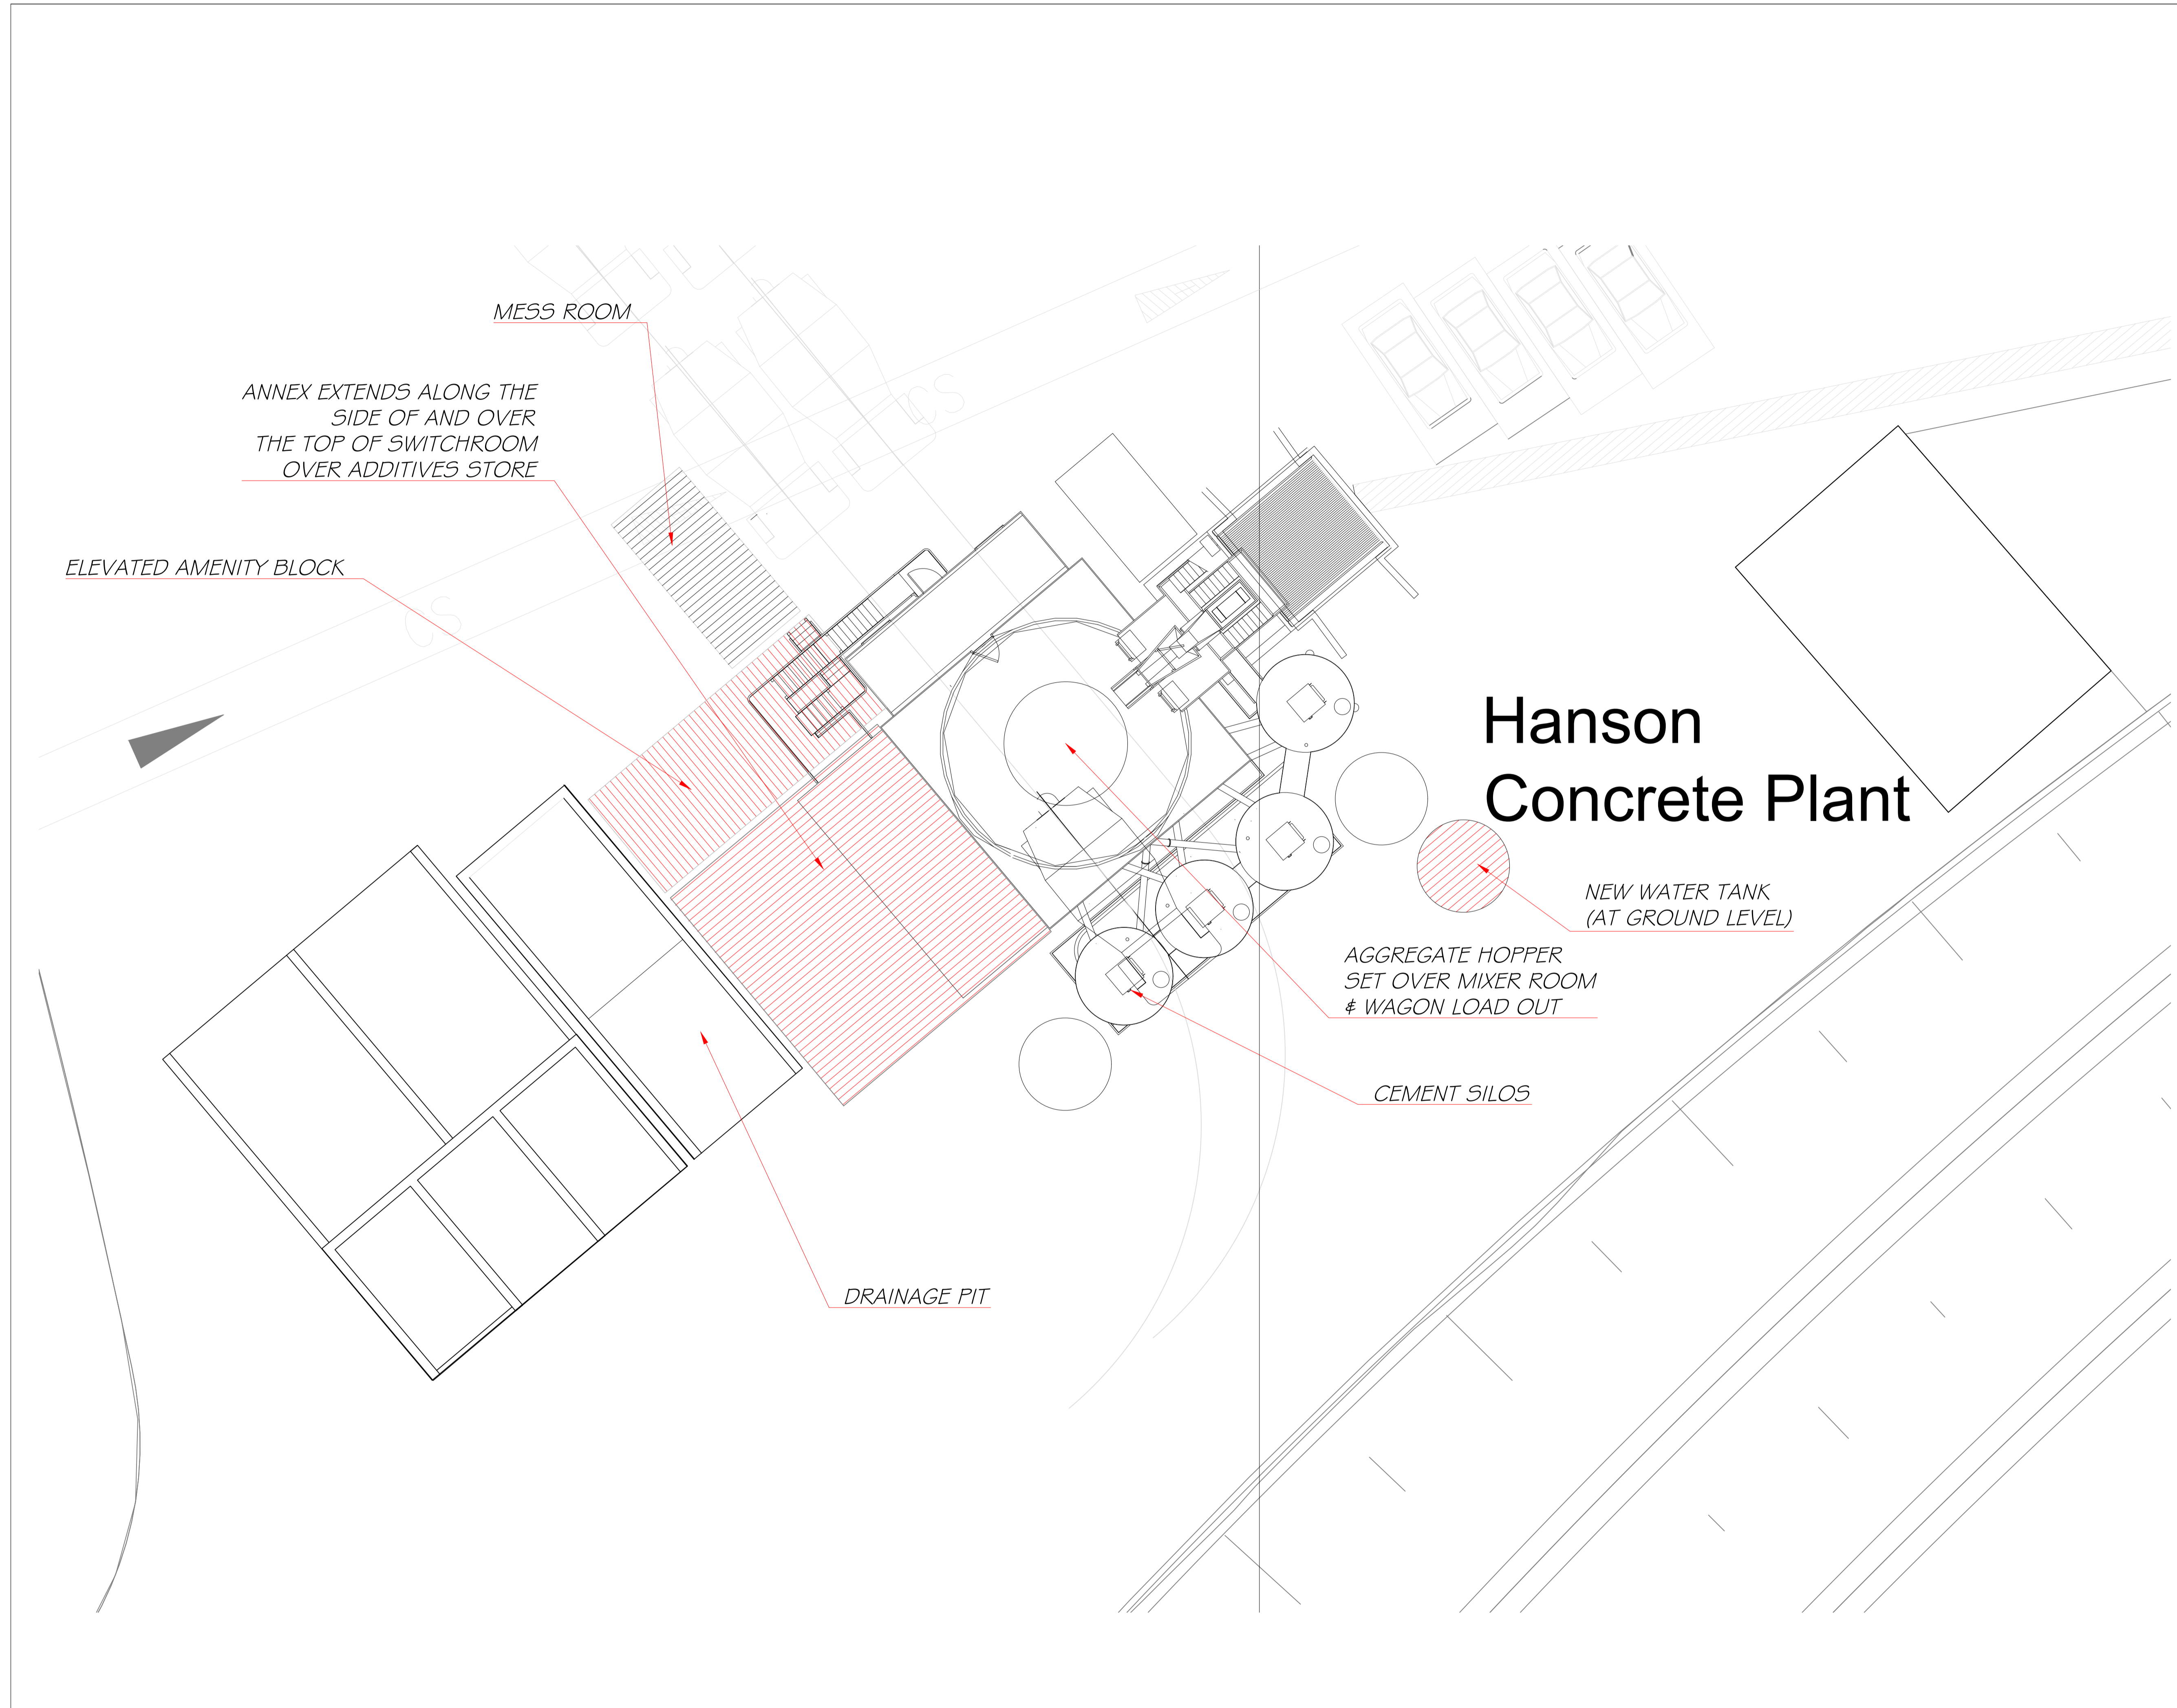 MESS ROOM
ANNEX EXTENDS ALONG THE
SIDE OF AND OVER
THE TOP OF SWITCHROOM
OVER ADDITIVES STORE
ELEVATED AMENITY BLOCK
Hanson
Concrete Plant
NEW WATER TANK
(AT GROUND LEVEL)
AGGREGATE HOPPER
SET OVER MIXER ROOM
& WAGON LOAD OUT
CEMENT SILOS
DRAINAGE PIT